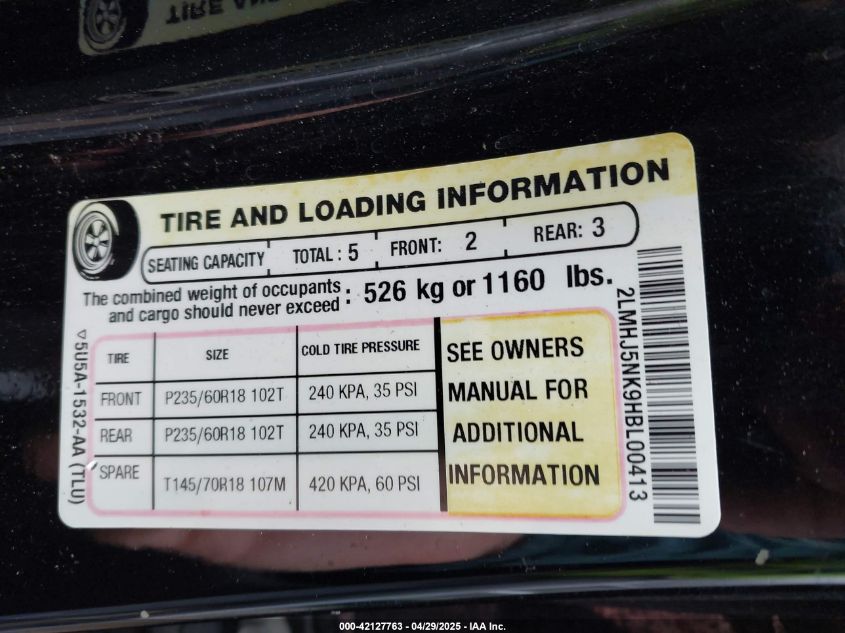 TIRE AND LOADING INFORMATION
SEATING CAPACITY TOTAL : 5 FRONT: 2 REAR: 3
The combined weight of occupants
and cargo should never exceed : 526 kg or 1160 lbs.
TIRE SIZE COLD TIRE PRESSURE
FRONT P235/60R18 102T 240 KPA, 35 PSI
REAR P235/60R18 102T 240 KPA, 35 PSI
SPARE T145/70R18 107M 420 KPA, 60 PSI
SEE OWNERS
MANUAL FOR
ADDITIONAL
INFORMATION
▽5U5A-1532-AA (TLU)
2LMHJ5NK9HBL00413
000-42127763 - 04/29/2025 - IAA Inc.